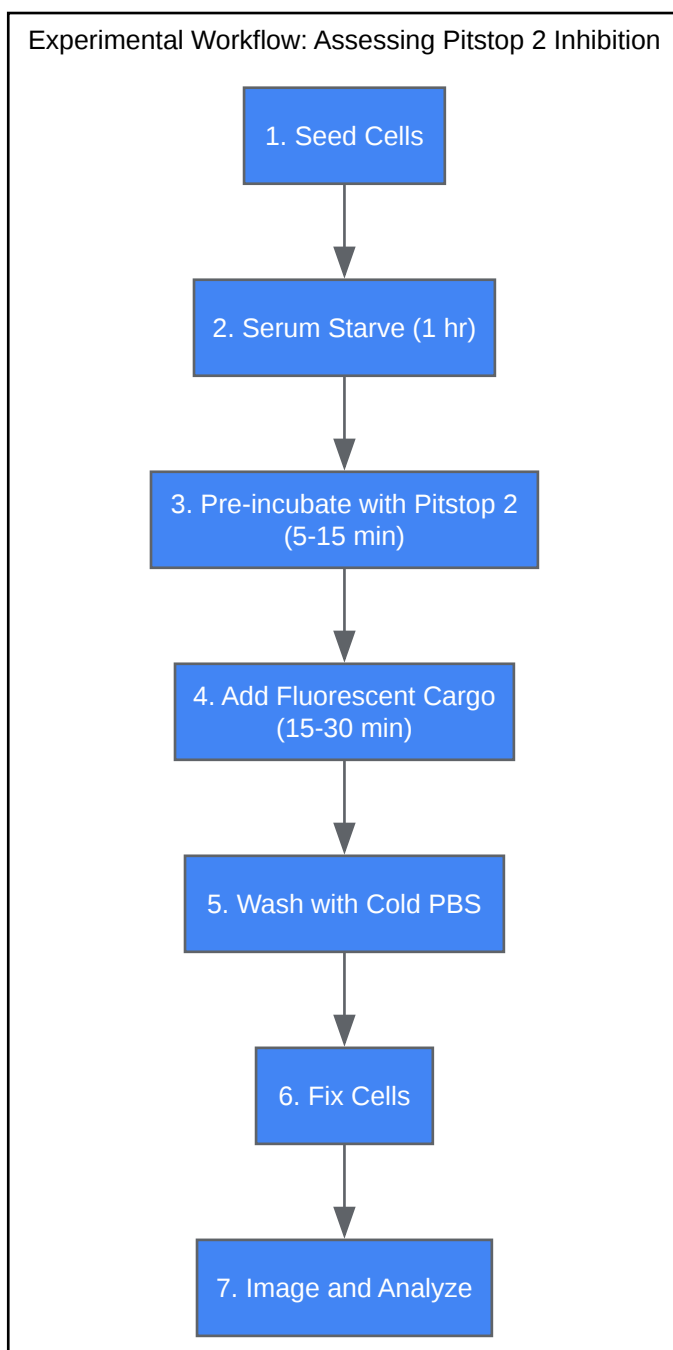 Experimental Workflow: Assessing Pitstop 2 Inhibition
1. Seed Cells
2. Serum Starve (1 hr)
3. Pre-incubate with Pitstop 2
(5-15 min)
4. Add Fluorescent Cargo
(15-30 min)
5. Wash with Cold PBS
6. Fix Cells
7. Image and Analyze